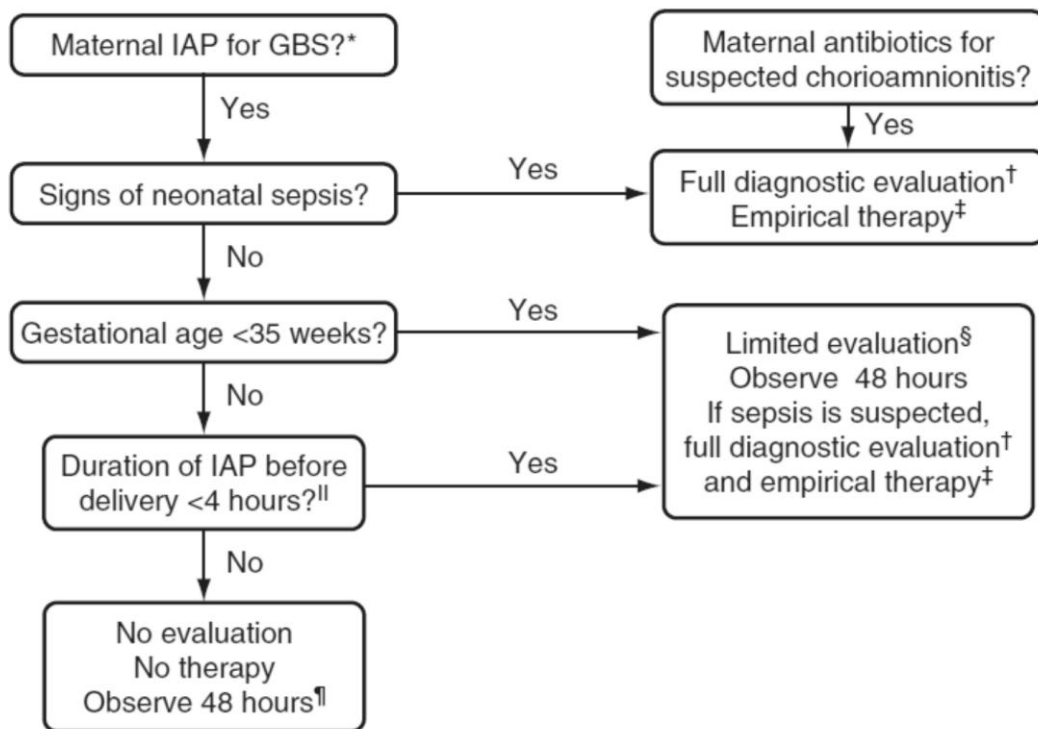 Maternal IAP for GBS?*
Maternal antibiotics for
suspected chorioamnionitis?
Yes
Yes
Signs of neonatal sepsis?
Yes
Full diagnostic evaluation†
Empirical therapy‡
No
Gestational age <35 weeks?
Yes
Limited evaluation§
Observe 48 hours
If sepsis is suspected,
full diagnostic evaluation†
and empirical therapy‡
No
Duration of IAP before
delivery <4 hours?||
Yes
No
No evaluation
No therapy
Observe 48 hours¶